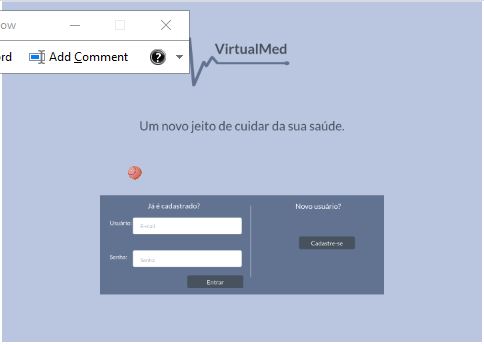 ow
rd Add Comment
VirtualMed
Um novo jeito de cuidar da sua saúde.
Já é cadastrado?
Usuário:
E-mail
Senha:
Senha
Entrar
Novo usuário?
Cadastre-se